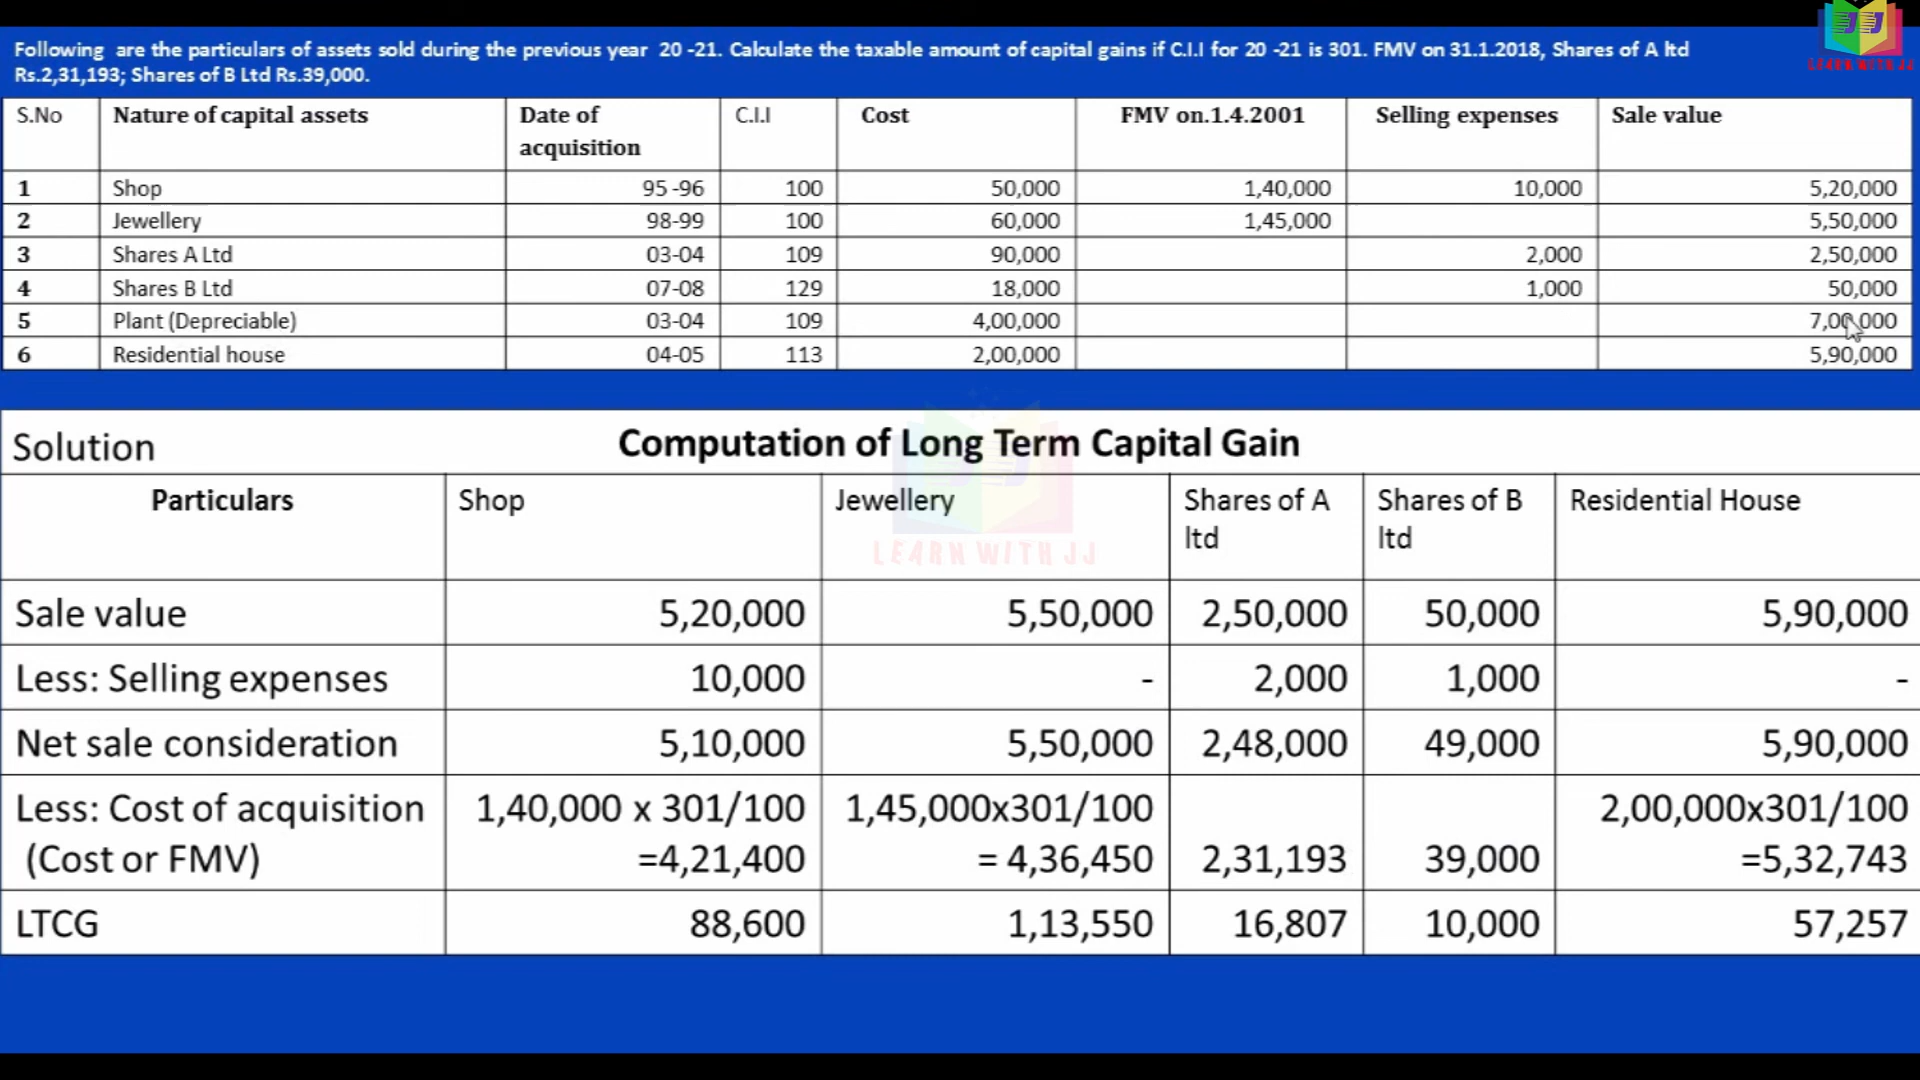 Following are the particulars of assets sold during the previous year 20 -21. Calculate the taxable amount of capital gains if C.I.I for 20 -21 is 301. FMV on 31.1.2018, Shares of A ltd
Rs.2,31,193; Shares of B Ltd Rs.39,000.
LEARN WITH JJ
S.No Nature of capital assets Date of acquisition C.I.I Cost FMV on.1.4.2001 Selling expenses Sale value
1 Shop 95 -96 100 50,000 1,40,000 10,000 5,20,000
2 Jewellery 98-99 100 60,000 1,45,000 5,50,000
3 Shares A Ltd 03-04 109 90,000 2,000 2,50,000
4 Shares B Ltd 07-08 129 18,000 1,000 50,000
5 Plant (Depreciable) 03-04 109 4,00,000 7,00,000
6 Residential house 04-05 113 2,00,000 5,90,000
Solution Computation of Long Term Capital Gain
Particulars Shop Jewellery Shares of A ltd Shares of B ltd Residential House
LEARN WITH JJ
Sale value 5,20,000 5,50,000 2,50,000 50,000 5,90,000
Less: Selling expenses 10,000 - 2,000 1,000 -
Net sale consideration 5,10,000 5,50,000 2,48,000 49,000 5,90,000
Less: Cost of acquisition 1,40,000 x 301/100 1,45,000x301/100 2,00,000x301/100
(Cost or FMV) =4,21,400 = 4,36,450 2,31,193 39,000 =5,32,743
LTCG 88,600 1,13,550 16,807 10,000 57,257